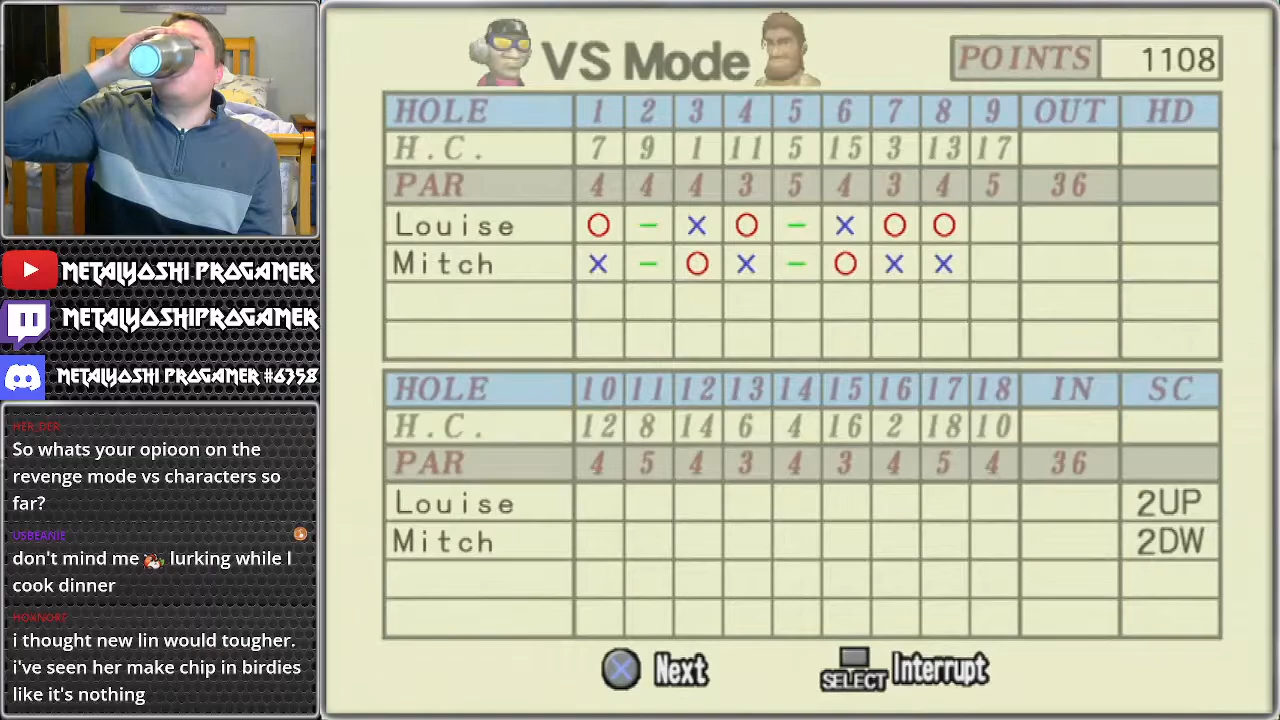 VS Mode
POINTS 1108
HOLE 1 2 3 4 5 6 7 8 9 OUT HD
H.C. 7 9 1 11 5 15 3 13 17
PAR 4 4 4 3 5 4 3 4 5 36
Louise O - X O - X O O
Mitch X - O X - O X X
HOLE 10 11 12 13 14 15 16 17 18 IN SC
H.C. 12 8 14 6 4 16 2 18 10
PAR 4 5 4 3 4 3 4 5 4 36
Louise 2UP
Mitch 2DW
Next
SELECT Interrupt
METALYOSHI PROGAMER
METALYOSHIPROGAMER
METALYOSHI PROGAMER #6358
HER_DER
So whats your opioon on the
revenge mode vs characters so
far?
USBEANIE
don't mind me lurking while I
cook dinner
HOXNORF
i thought new lin would tougher.
i've seen her make chip in birdies
like it's nothing